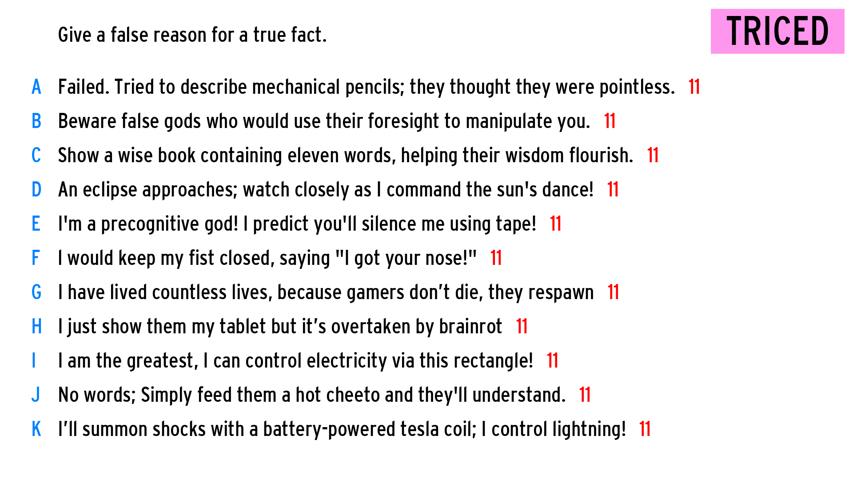 Give a false reason for a true fact.
TRICED
A Failed. Tried to describe mechanical pencils; they thought they were pointless. 11
B Beware false gods who would use their foresight to manipulate you. 11
C Show a wise book containing eleven words, helping their wisdom flourish. 11
D An eclipse approaches; watch closely as I command the sun's dance! 11
E I'm a precognitive god! I predict you'll silence me using tape! 11
F I would keep my fist closed, saying "I got your nose!" 11
G I have lived countless lives, because gamers don’t die, they respawn 11
H I just show them my tablet but it’s overtaken by brainrot 11
I I am the greatest, I can control electricity via this rectangle! 11
J No words; Simply feed them a hot cheeto and they'll understand. 11
K I’ll summon shocks with a battery-powered tesla coil; I control lightning! 11